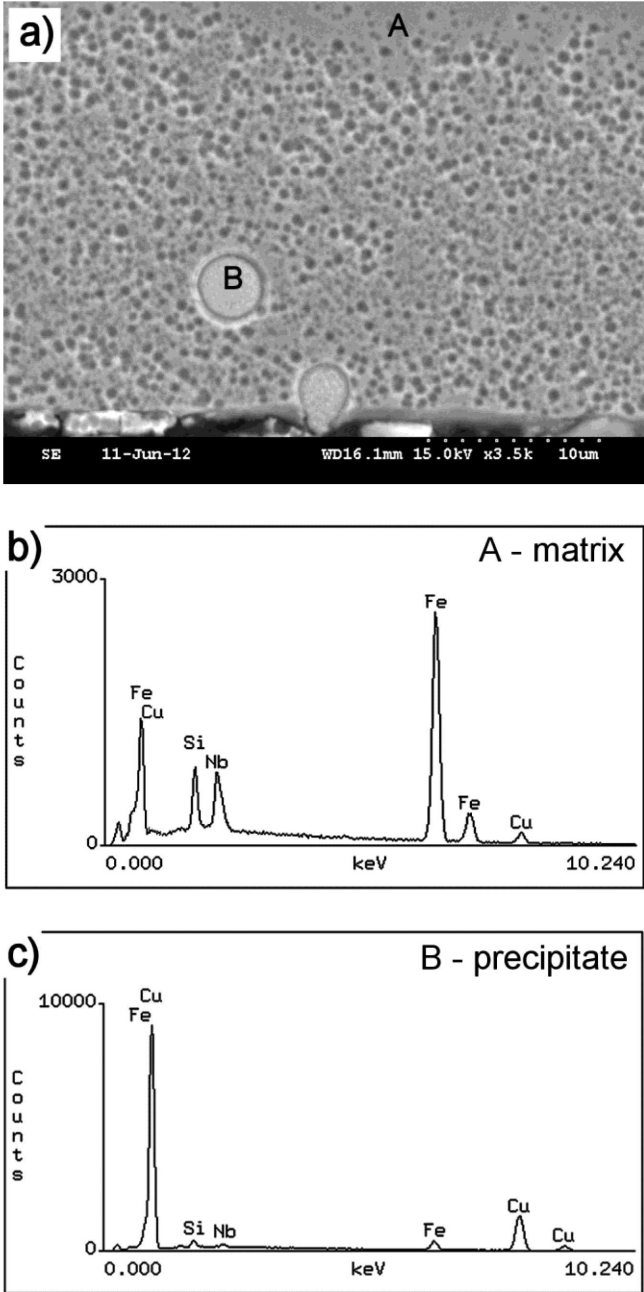 a)
A
B
SE 11-Jun-12 WD16.1mm 15.0kV x3.5k 10um
b)
A - matrix
3000
Counts
Fe
Fe
Cu
Si
Nb
Fe
Cu
0
0.000 keV 10.240
c)
B - precipitate
10000
Counts
Cu
Fe
Si
Nb
Fe
Cu
Cu
0
0.000 keV 10.240